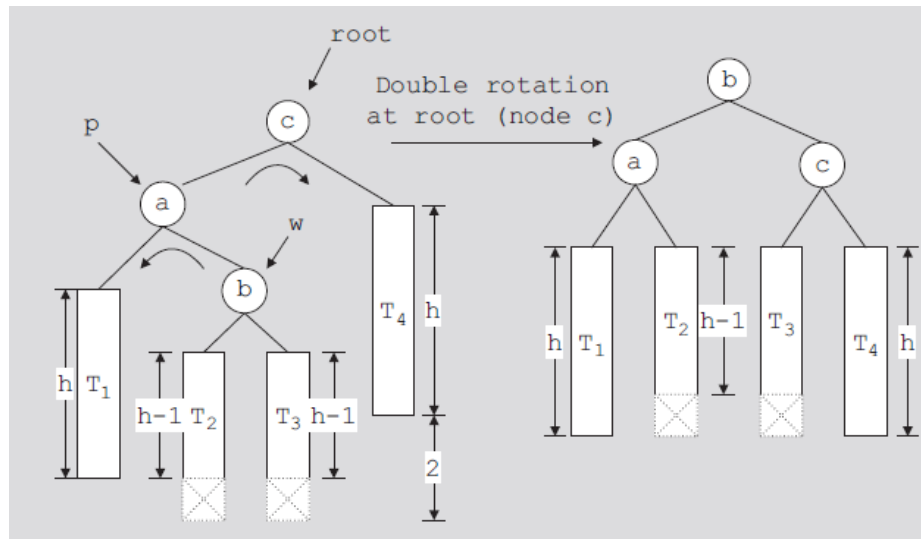 root
Double rotation
at root (node c)
p
c
a
w
b
T₁
T₂
T₃
T₄
h
h-1
h-1
h
2
b
a
c
T₁
T₂
T₃
T₄
h
h-1
h